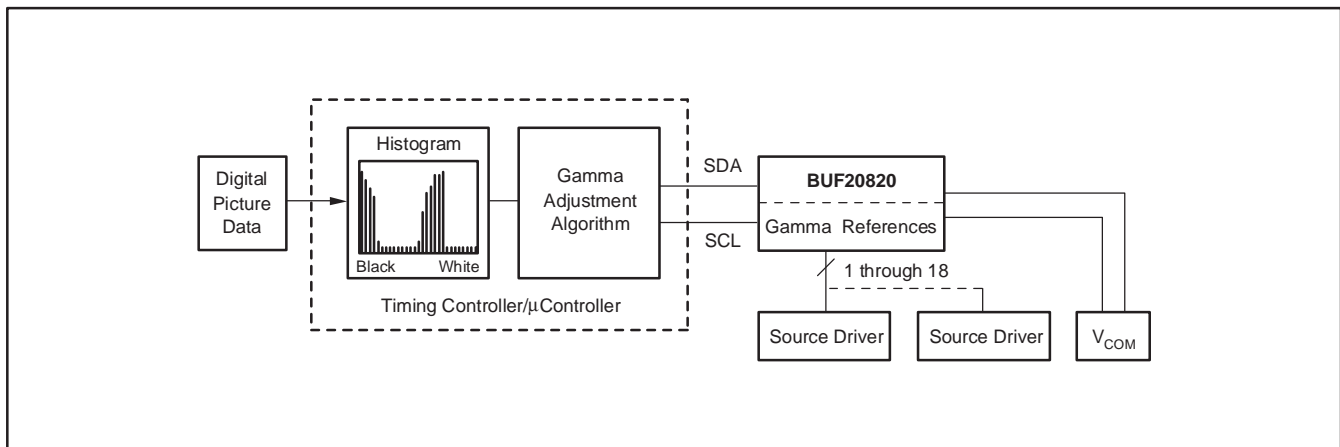 Digital
Picture
Data
Histogram
Black White
Gamma
Adjustment
Algorithm
Timing Controller/μController
SDA
SCL
BUF20820
Gamma References
1 through 18
Source Driver
Source Driver
VCOM